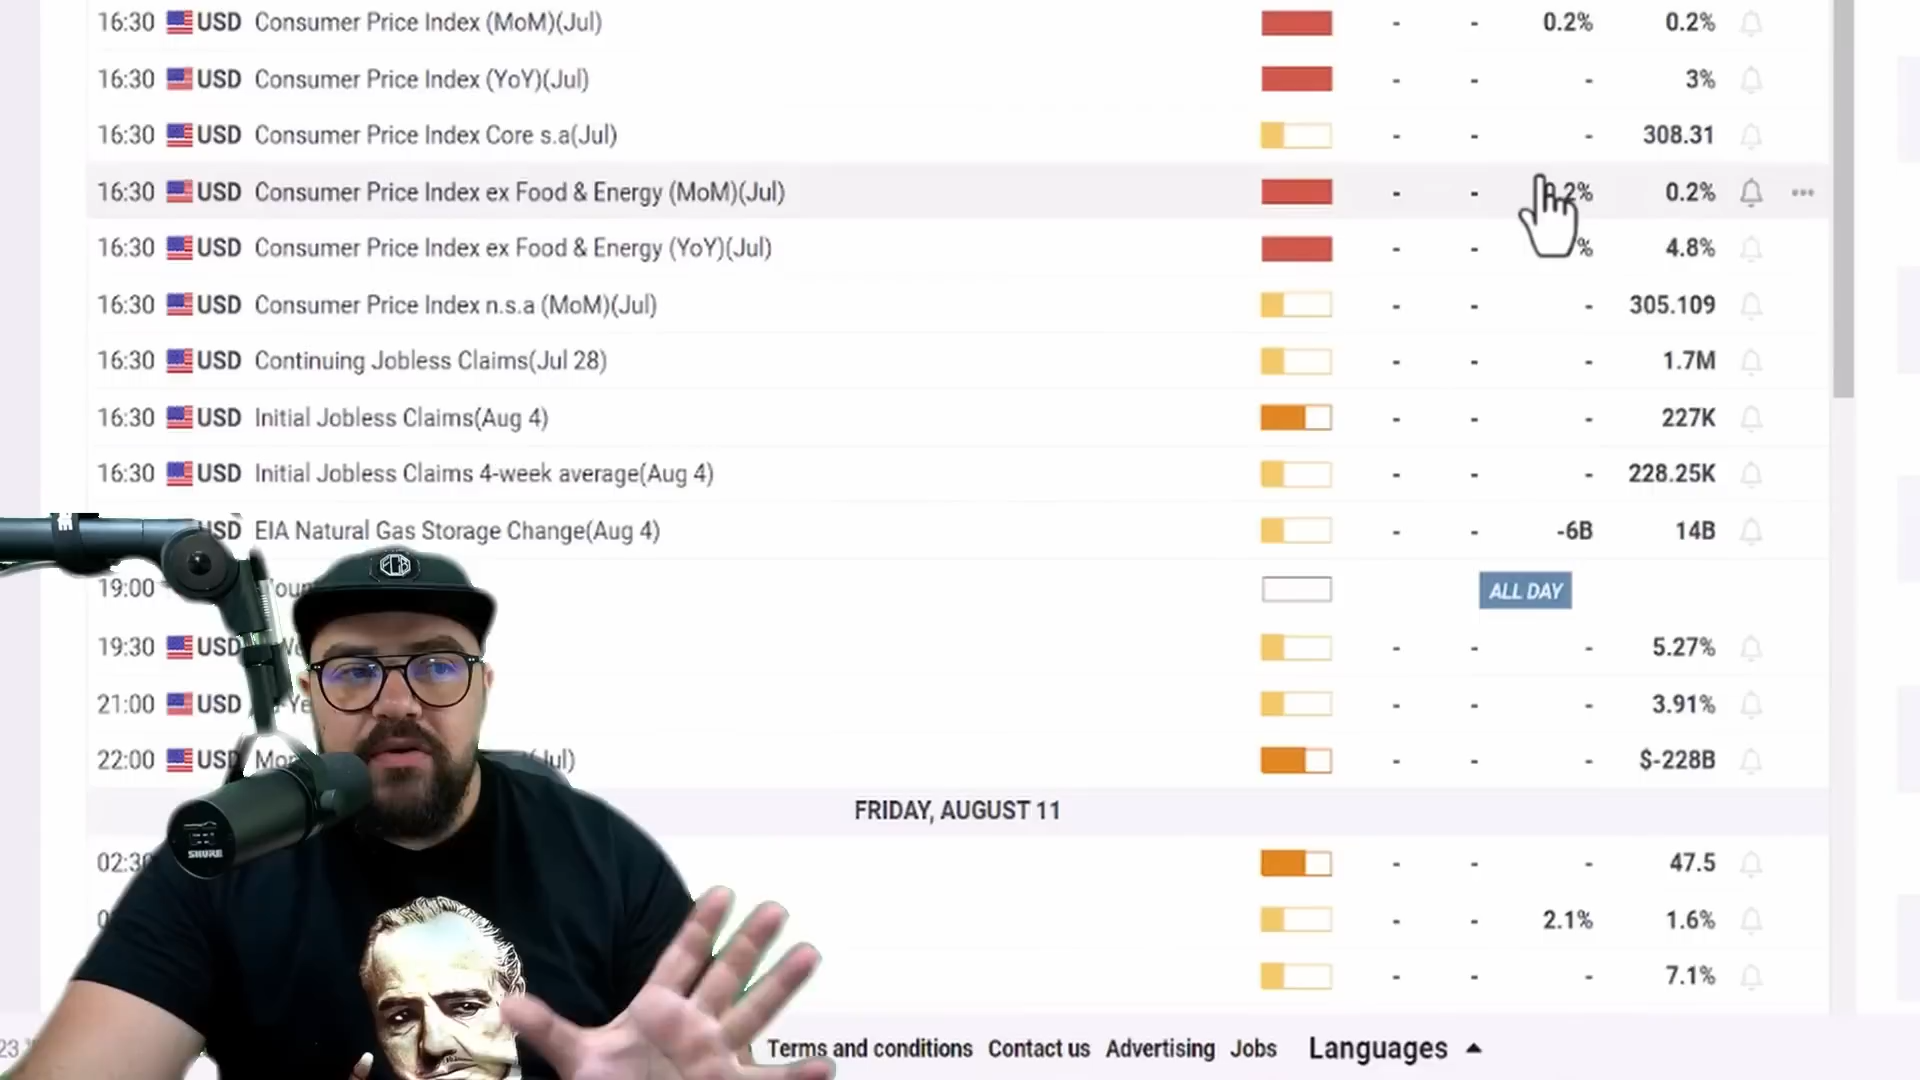 16:30 USD Consumer Price Index (MoM)(Jul) - - 0.2% 0.2%
16:30 USD Consumer Price Index (YoY)(Jul) - - - 3%
16:30 USD Consumer Price Index Core s.a(Jul) - - - 308.31
16:30 USD Consumer Price Index ex Food & Energy (MoM)(Jul) - - 0.2% 0.2%
16:30 USD Consumer Price Index ex Food & Energy (YoY)(Jul) - - % 4.8%
16:30 USD Consumer Price Index n.s.a (MoM)(Jul) - - - 305.109
16:30 USD Continuing Jobless Claims(Jul 28) - - - 1.7M
16:30 USD Initial Jobless Claims(Aug 4) - - - 227K
16:30 USD Initial Jobless Claims 4-week average(Aug 4) - - - 228.25K
USD EIA Natural Gas Storage Change(Aug 4) - - -6B 14B
19:00 ALL DAY
19:30 USD - - - 5.27%
21:00 USD - - - 3.91%
22:00 USD (Jul) - - - $-228B
FRIDAY, AUGUST 11
02:30 - - - 47.5
- - 2.1% 1.6%
- - - 7.1%
Terms and conditions Contact us Advertising Jobs Languages
SHURE